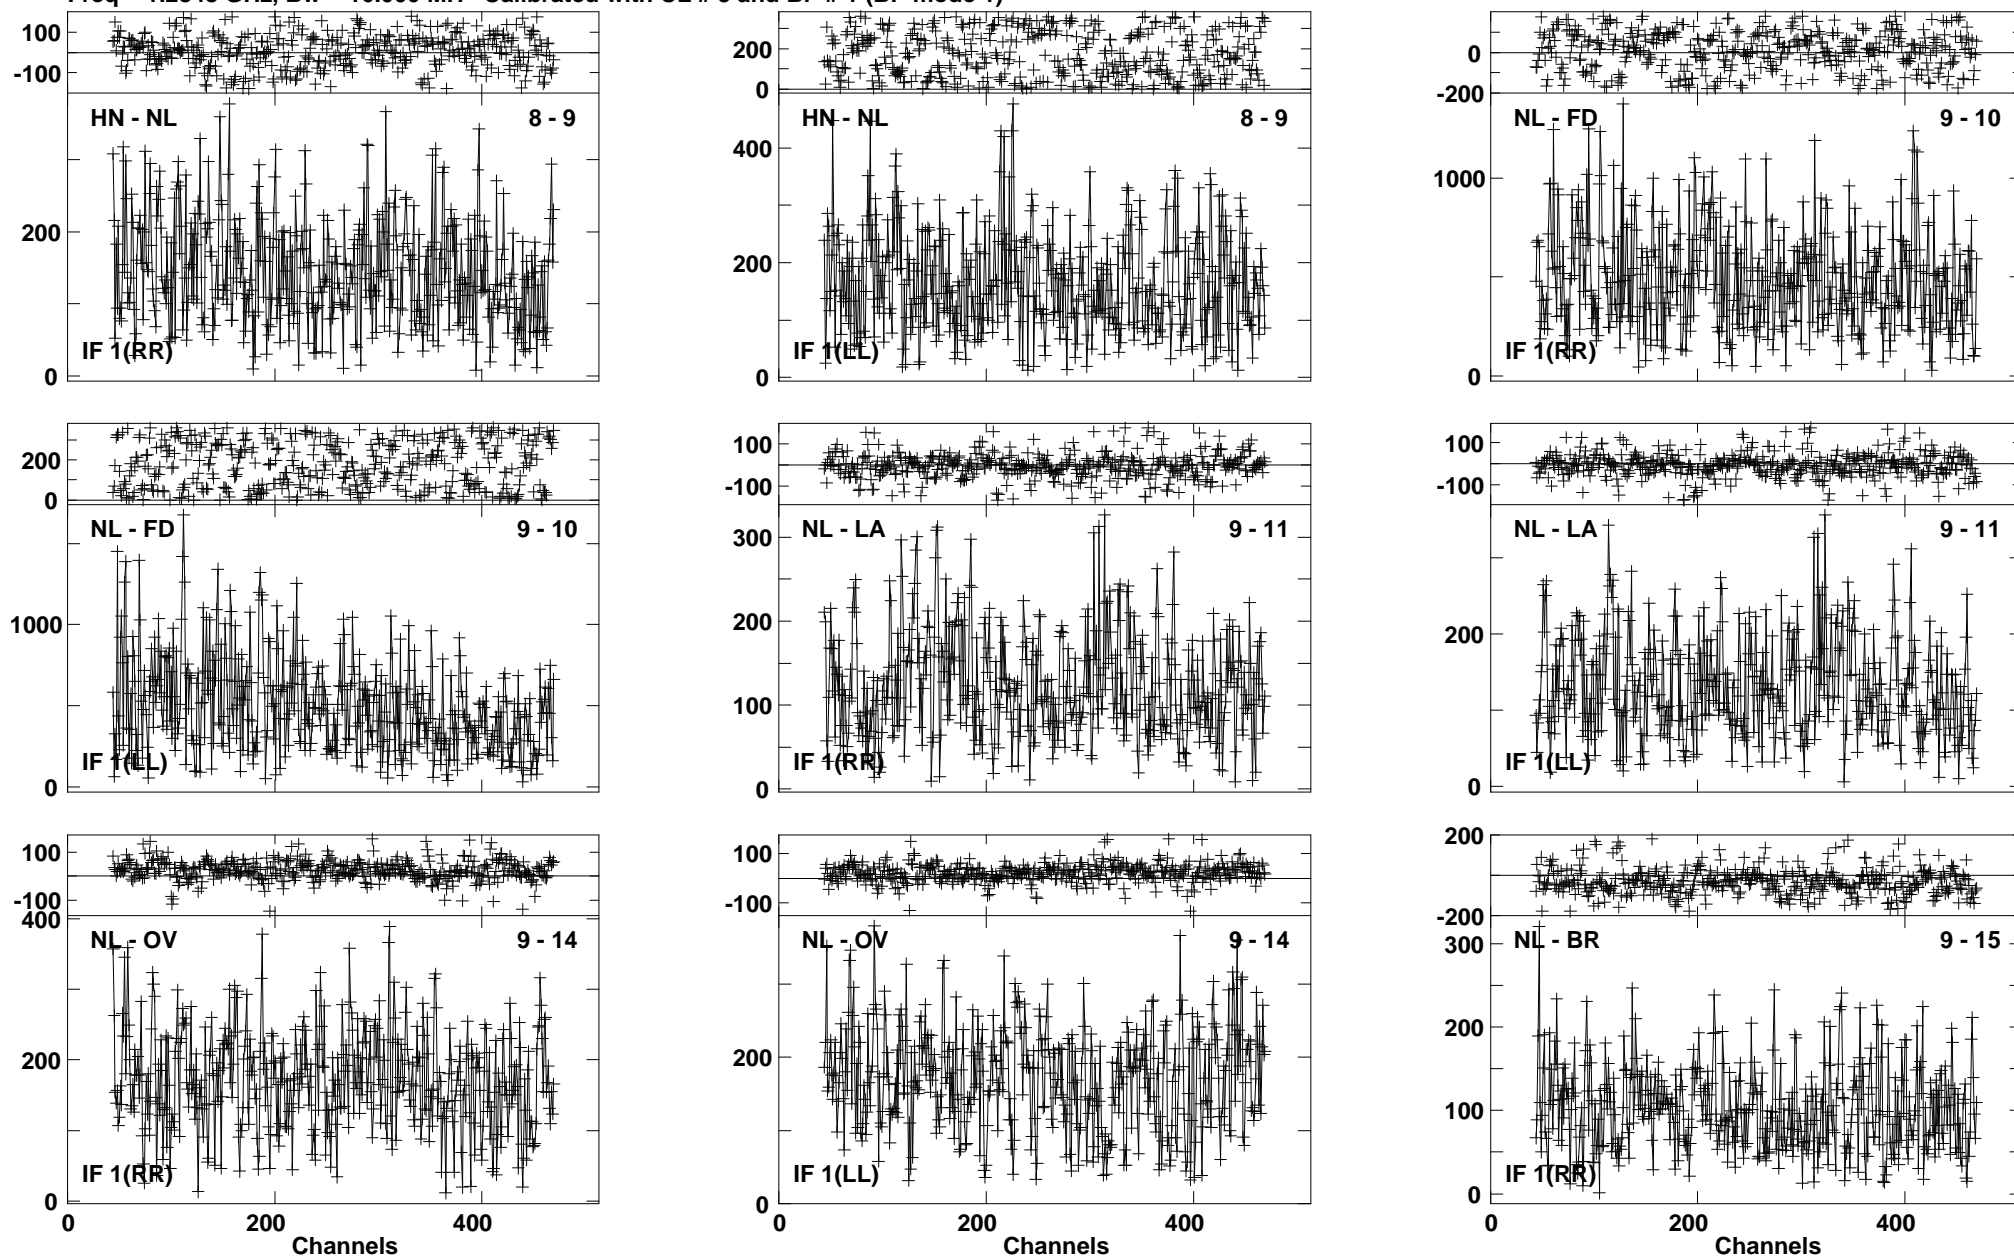 100
-100
HN - NL 8 - 9
200
0
IF 1(RR)
200
0
HN - NL 8 - 9
400
200
0
IF 1(LL)
0
-200
NL - FD 9 - 10
1000
0
IF 1(RR)
200
0
NL - FD 9 - 10
1000
0
IF 1(LL)
100
-100
NL - LA 9 - 11
300
200
100
0
IF 1(RR)
100
-100
NL - LA 9 - 11
200
0
IF 1(LL)
100
-100
400
NL - OV 9 - 14
200
0
IF 1(RR)
0 200 400
Channels
100
-100
NL - OV 9 - 14
200
0
IF 1(LL)
0 200 400
Channels
200
-200
NL - BR 9 - 15
300
200
100
0
IF 1(RR)
0 200 400
Channels